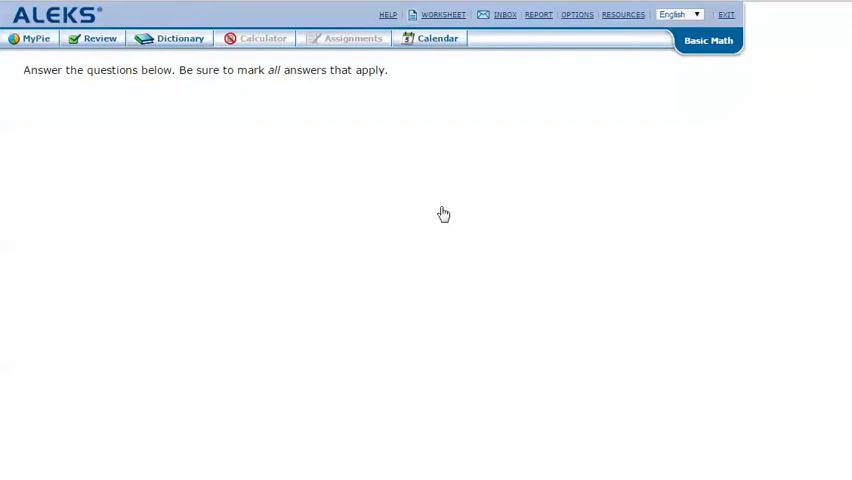 ALEKS® HELP WORKSHEET INBOX REPORT OPTIONS RESOURCES English EXIT
MyPie Review Dictionary Calculator Assignments Calendar Basic Math
Answer the questions below. Be sure to mark all answers that apply.